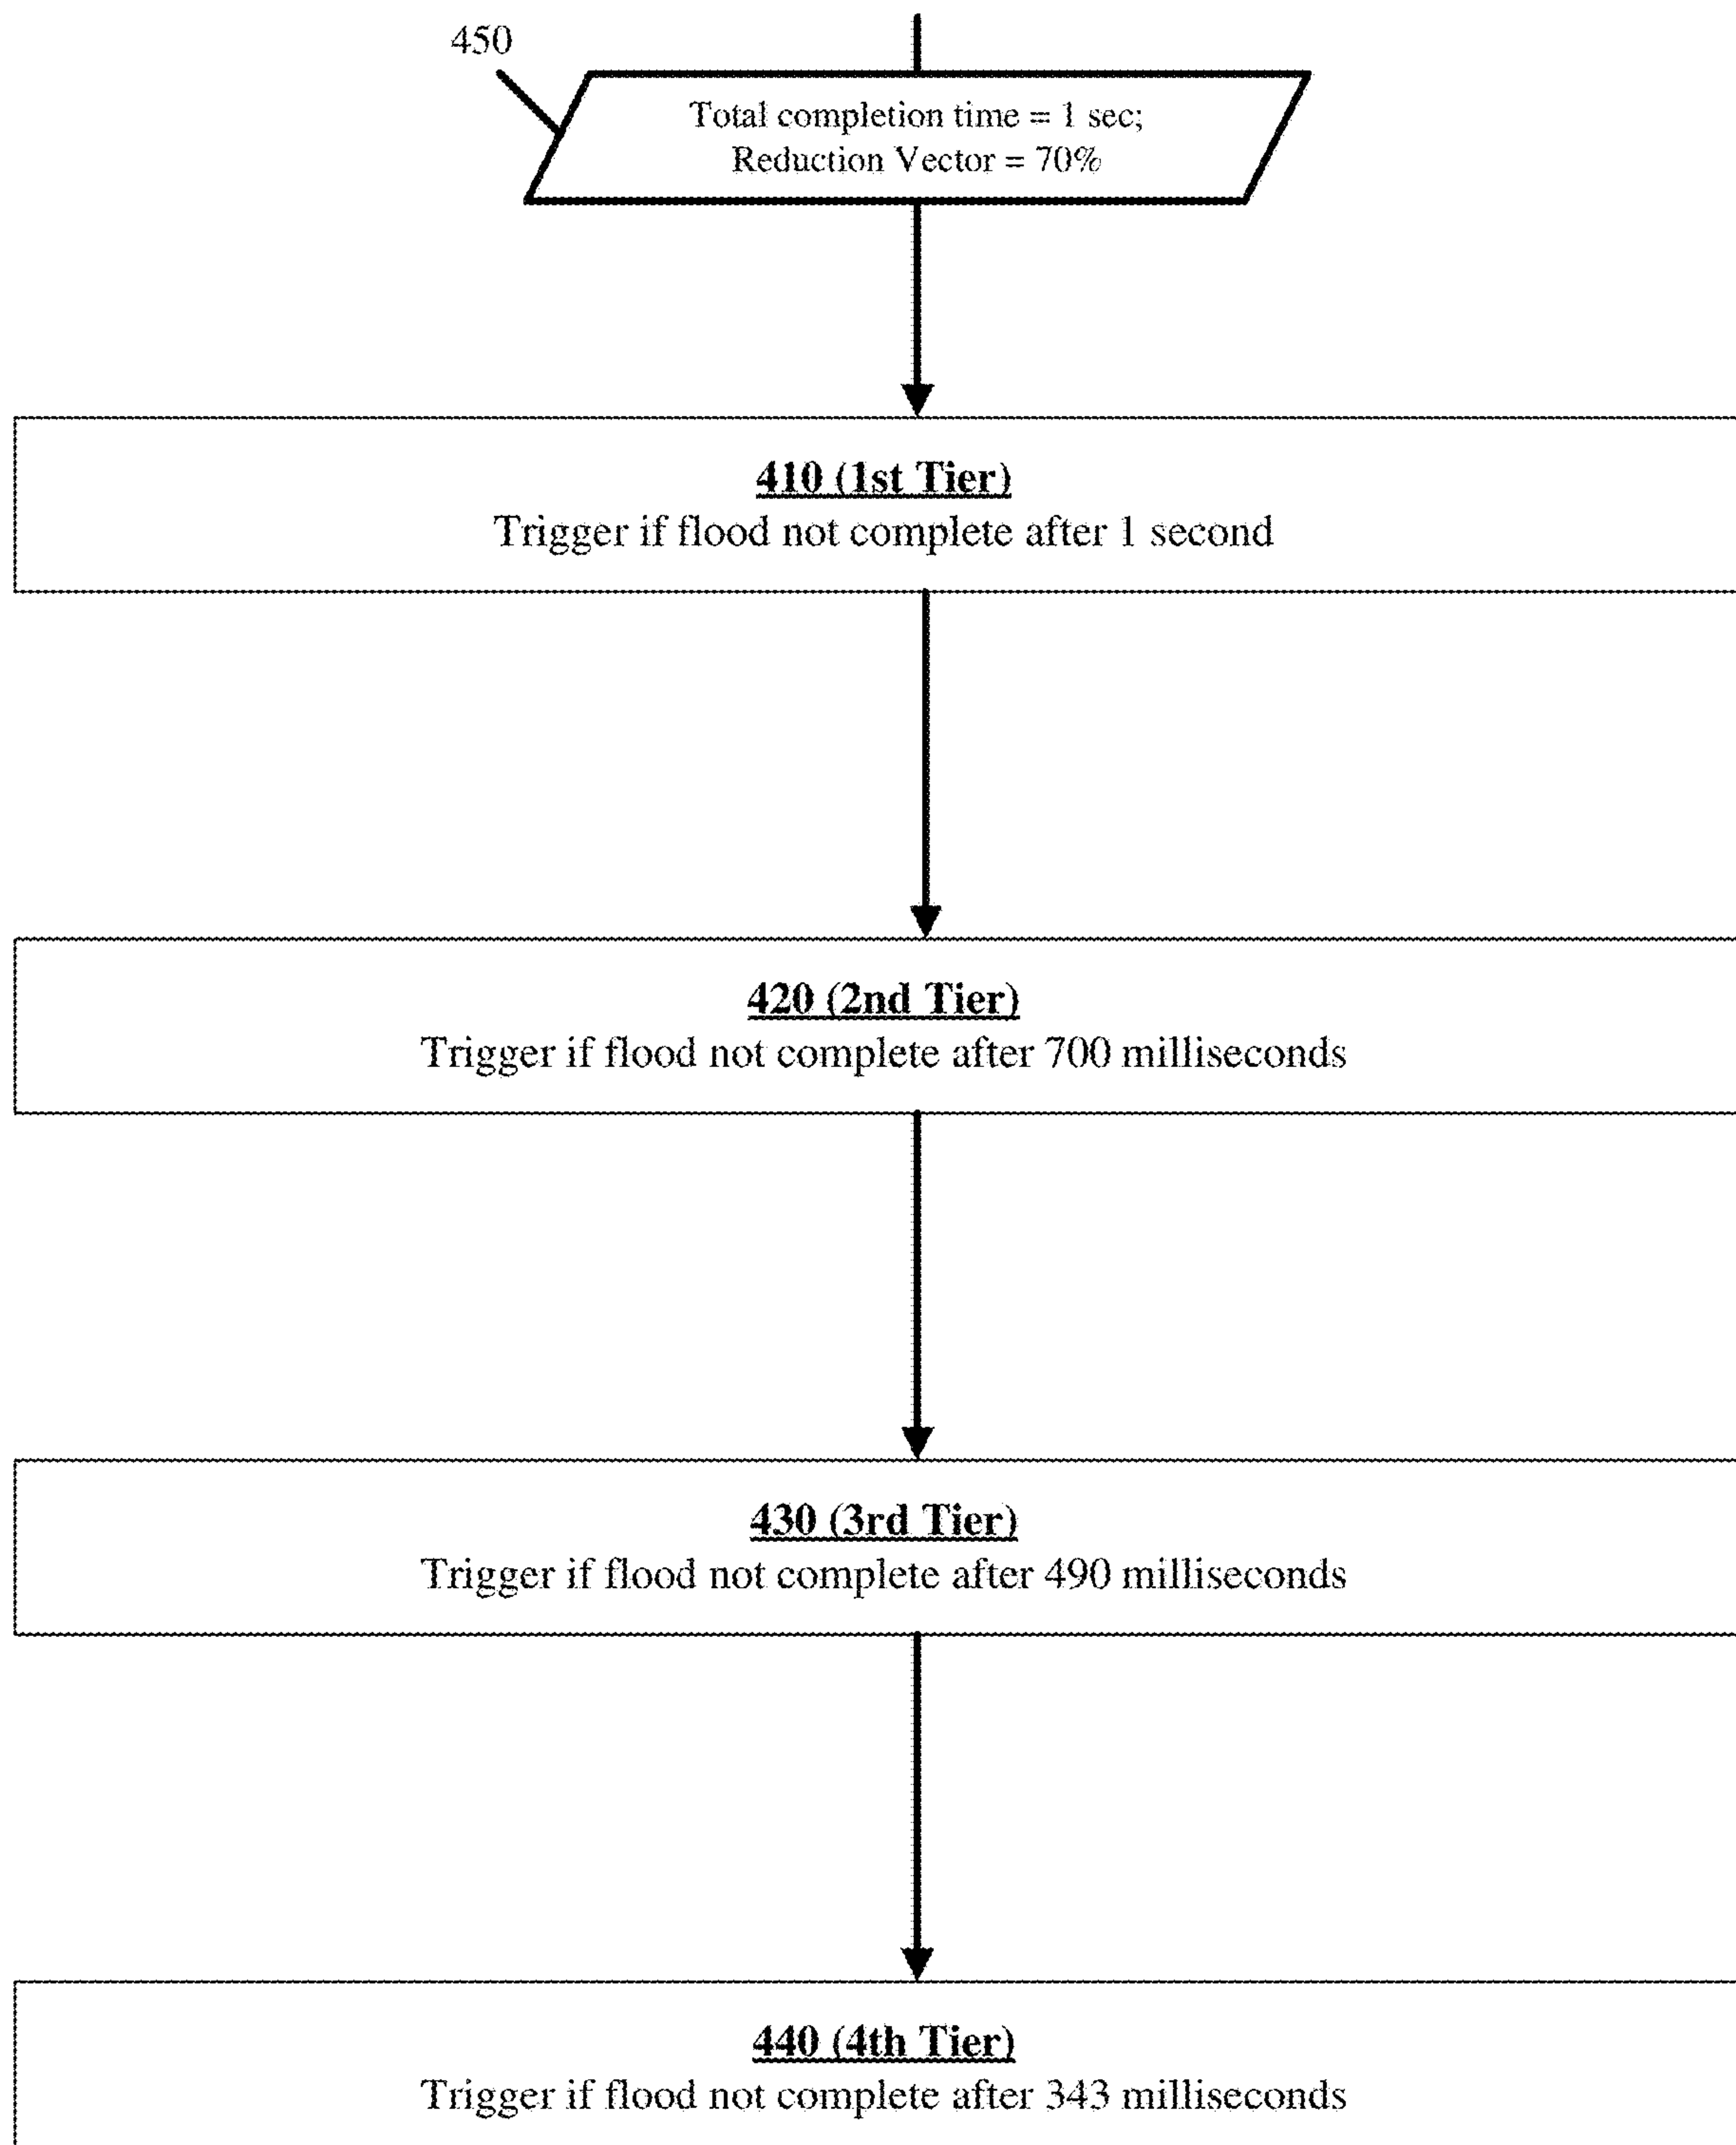 450
Total completion time = 1 sec;
Reduction Vector = 70%
410 (1st Tier)
Trigger if flood not complete after 1 second
420 (2nd Tier)
Trigger if flood not complete after 700 milliseconds
430 (3rd Tier)
Trigger if flood not complete after 490 milliseconds
440 (4th Tier)
Trigger if flood not complete after 343 milliseconds